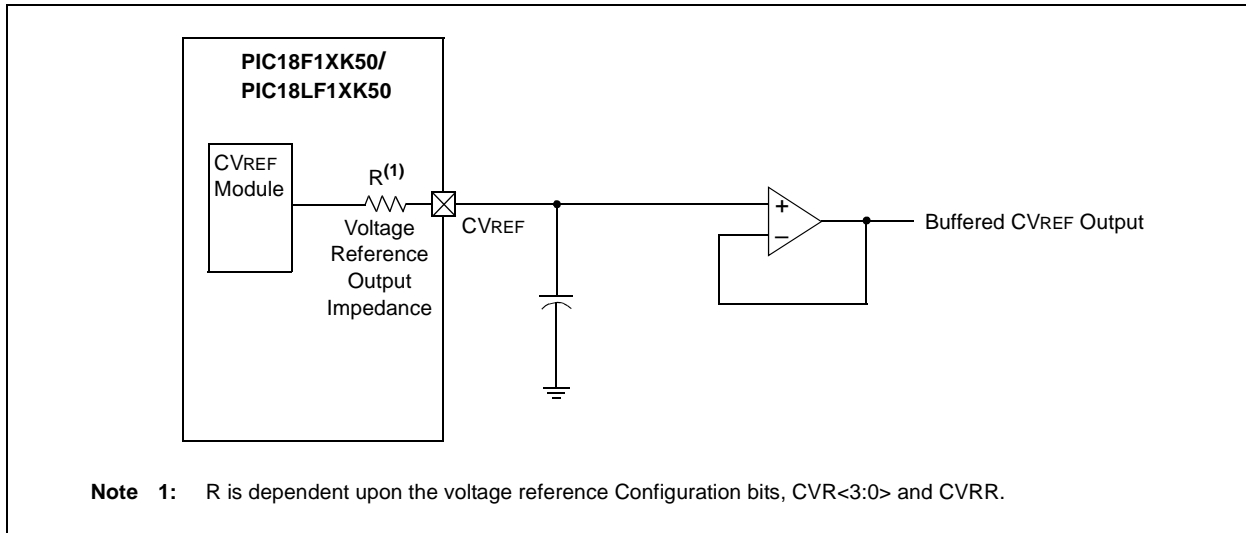 PIC18F1XK50/
PIC18LF1XK50
CVREF
Module
R(1)
Voltage
Reference
Output
Impedance
CVREF
+
–
Buffered CVREF Output
Note 1: R is dependent upon the voltage reference Configuration bits, CVR<3:0> and CVRR.